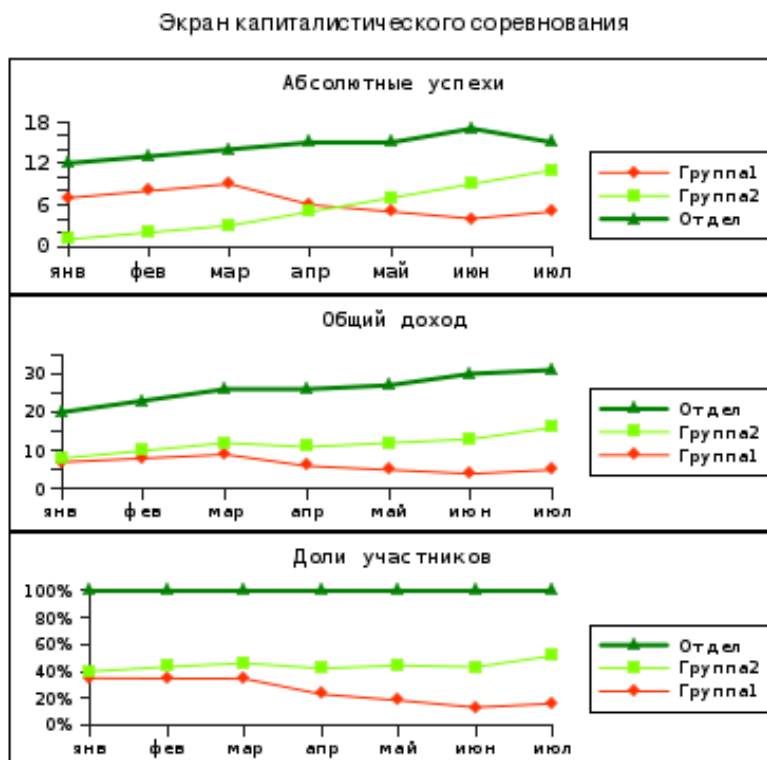 Экран капиталистического соревнования
Абсолютные успехи
18
12
6
0
янв фев мар апр май июн июл
Группа1
Группа2
Отдел
Общий доход
30
20
10
0
янв фев мар апр май июн июл
Отдел
Группа2
Группа1
Доли участников
100%
80%
60%
40%
20%
0%
янв фев мар апр май июн июл
Отдел
Группа2
Группа1